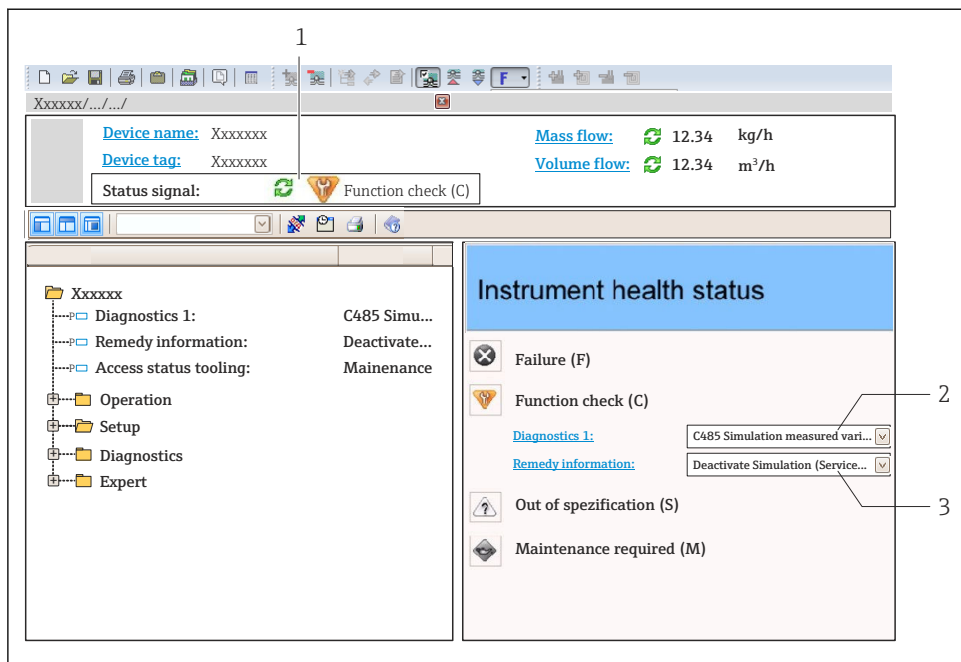 1
F
Xxxxxx/.../.../
Device name: Xxxxxxx
Mass flow: 12.34 kg/h
Device tag: Xxxxxxx
Volume flow: 12.34 m³/h
Status signal: Function check (C)
Xxxxxx
P Diagnostics 1: C485 Simu...
P Remedy information: Deactivate...
P Access status tooling: Mainenance
Operation
Setup
Diagnostics
Expert
Instrument health status
Failure (F)
Function check (C)
2
Diagnostics 1: C485 Simulation measured vari...
Remedy information: Deactivate Simulation (Service...
3
Out of spezification (S)
Maintenance required (M)